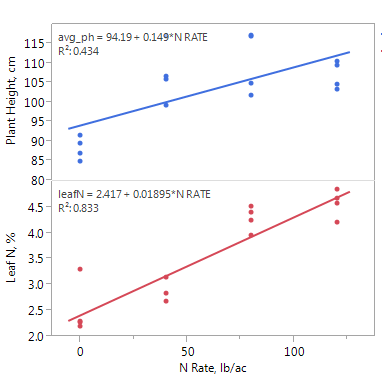 avg_ph = 94.19 + 0.149*N RATE
R²: 0.434
115
110
105
100
95
90
85
80
Plant Height, cm
leafN = 2.417 + 0.01895*N RATE
R²: 0.833
4.5
4.0
3.5
3.0
2.5
2.0
Leaf N, %
0
50
100
N Rate, lb/ac